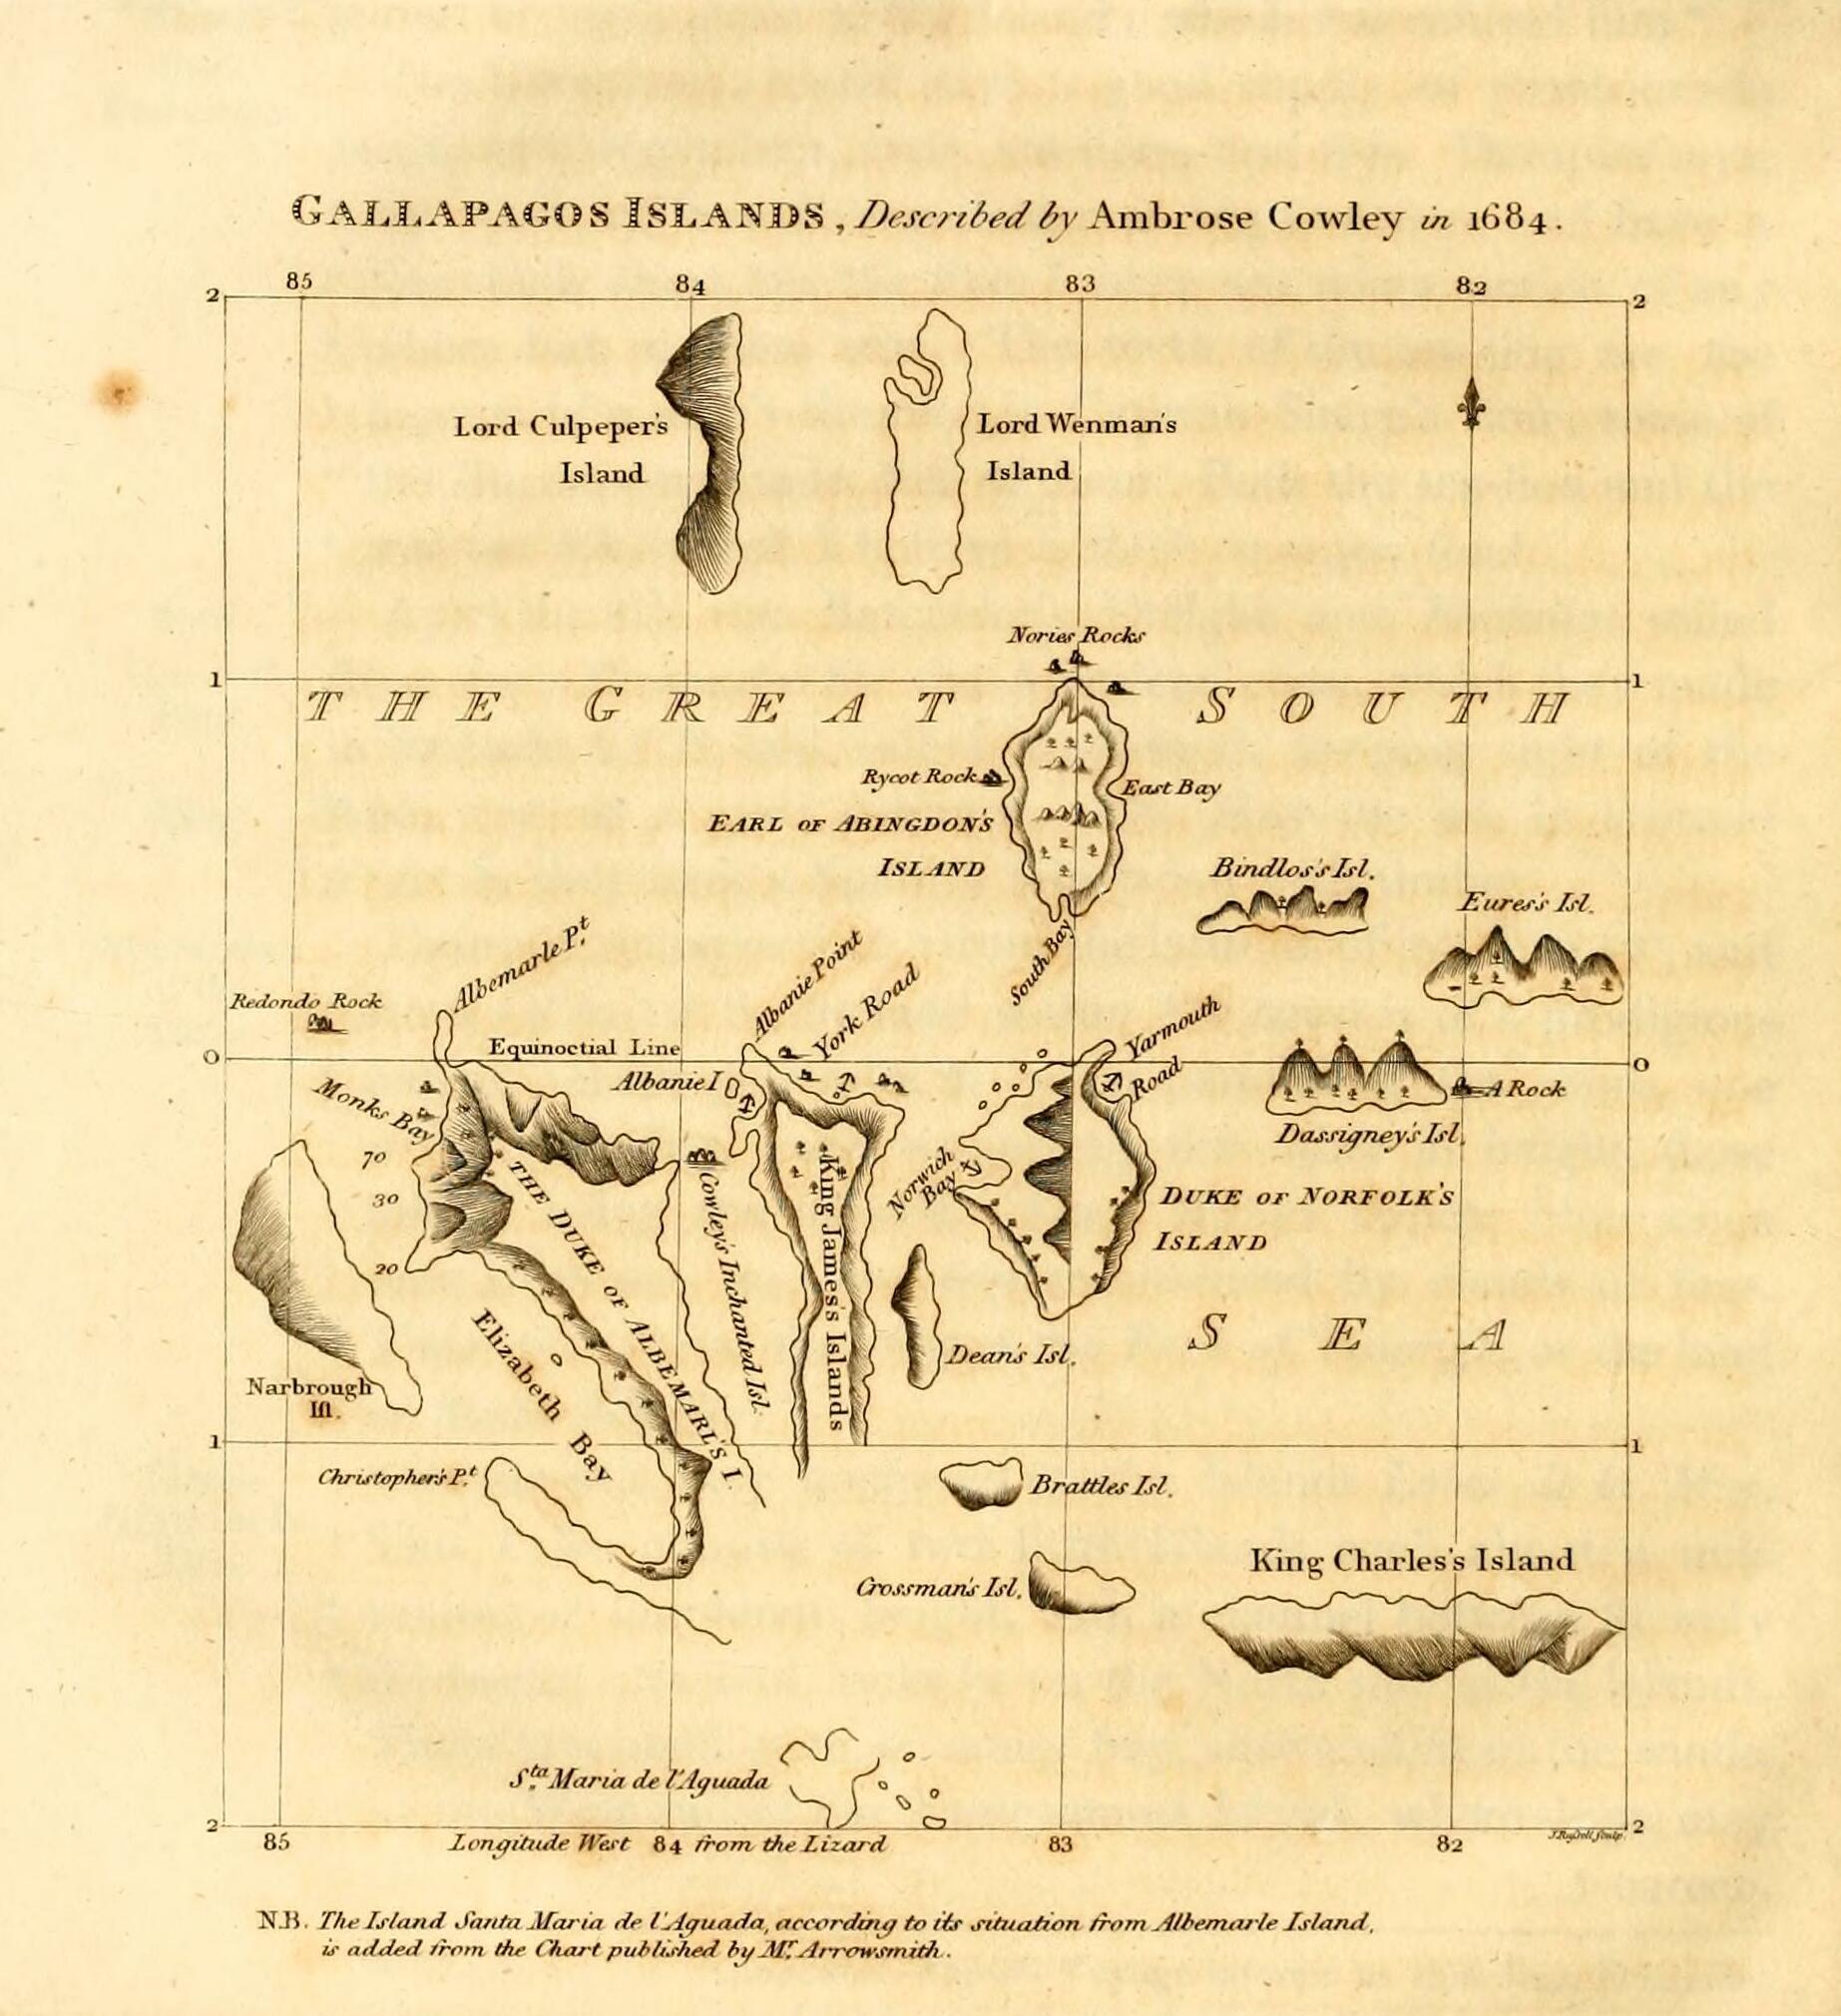 GALLAPAGOS ISLANDS, Described by Ambrose Cowley in 1684.
85 84 83 82
2 2
Lord Culpeper's
Island
Lord Wenman's
Island
Nories Rocks
1 1
THE GREAT SOUTH
Rycot Rock
East Bay
EARL OF ABINGDON'S
ISLAND
South Bay
Bindlos's Isl.
Eures's Isl.
Albemarle Pt.
Albanie Point
York Road
Yarmouth
Road
Redondo Rock
0 0
Equinoctial Line
Albanie I
A Rock
Dassigney's Isl.
Monks Bay
70
30
20
THE DUKE OF ALBEMARL'S I.
Cowley's Inchanted Isl.
King James's Islands
Norwich
Bay
DUKE OF NORFOLK'S
ISLAND
SEA
Dean's Isl.
Narbrough
Isl.
Elizabeth Bay
1 1
Christopher's Pt.
Brattles Isl.
Crossman's Isl.
King Charles's Island
Sta. Maria de l'Aguada
2 2
85 84 83 82
Longitude West from the Lizard
J. Russell sculp.
N.B. The Island Santa Maria de l'Aguada, according to its situation from Albemarle Island,
is added from the Chart published by Mr. Arrowsmith.